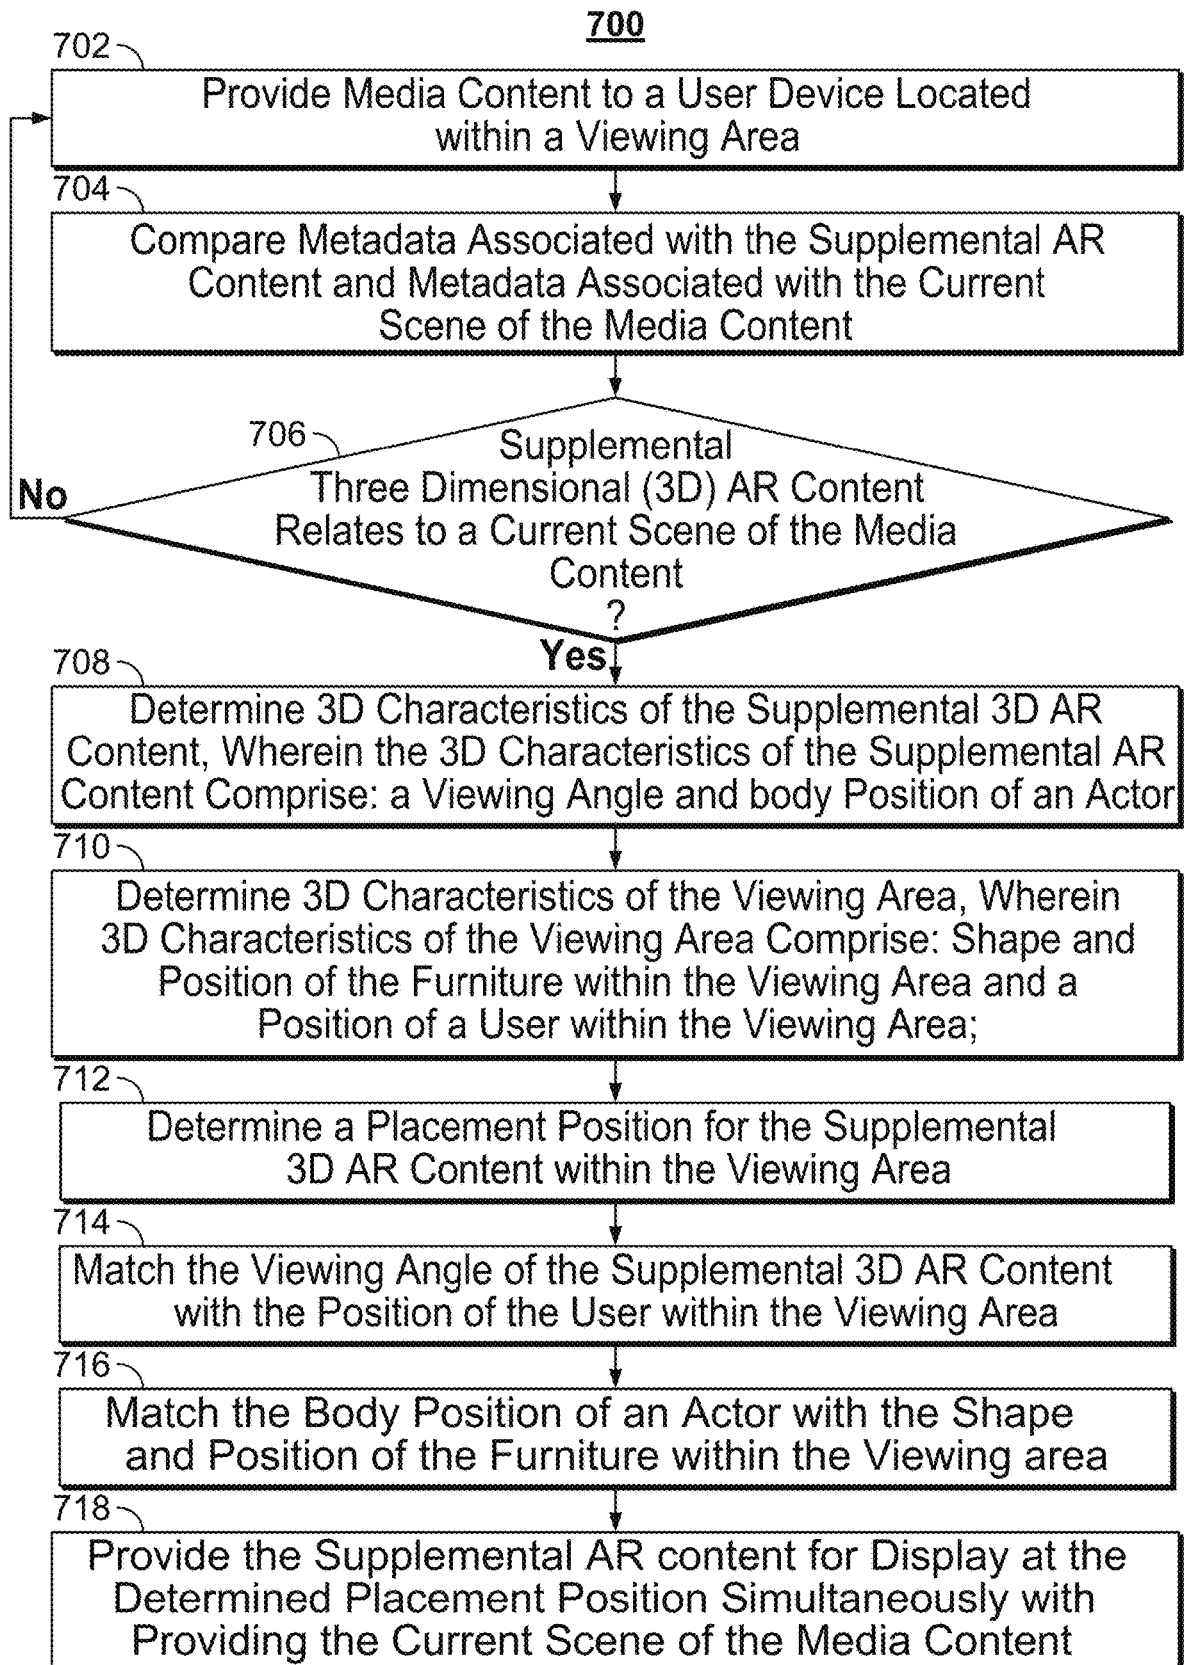 700
702
Provide Media Content to a User Device Located
within a Viewing Area
704
Compare Metadata Associated with the Supplemental AR
Content and Metadata Associated with the Current
Scene of the Media Content
706
Supplemental
Three Dimensional (3D) AR Content
Relates to a Current Scene of the Media
Content
?
No
Yes
708
Determine 3D Characteristics of the Supplemental 3D AR
Content, Wherein the 3D Characteristics of the Supplemental AR
Content Comprise: a Viewing Angle and body Position of an Actor
710
Determine 3D Characteristics of the Viewing Area, Wherein
3D Characteristics of the Viewing Area Comprise: Shape and
Position of the Furniture within the Viewing Area and a
Position of a User within the Viewing Area;
712
Determine a Placement Position for the Supplemental
3D AR Content within the Viewing Area
714
Match the Viewing Angle of the Supplemental 3D AR Content
with the Position of the User within the Viewing Area
716
Match the Body Position of an Actor with the Shape
and Position of the Furniture within the Viewing area
718
Provide the Supplemental AR content for Display at the
Determined Placement Position Simultaneously with
Providing the Current Scene of the Media Content